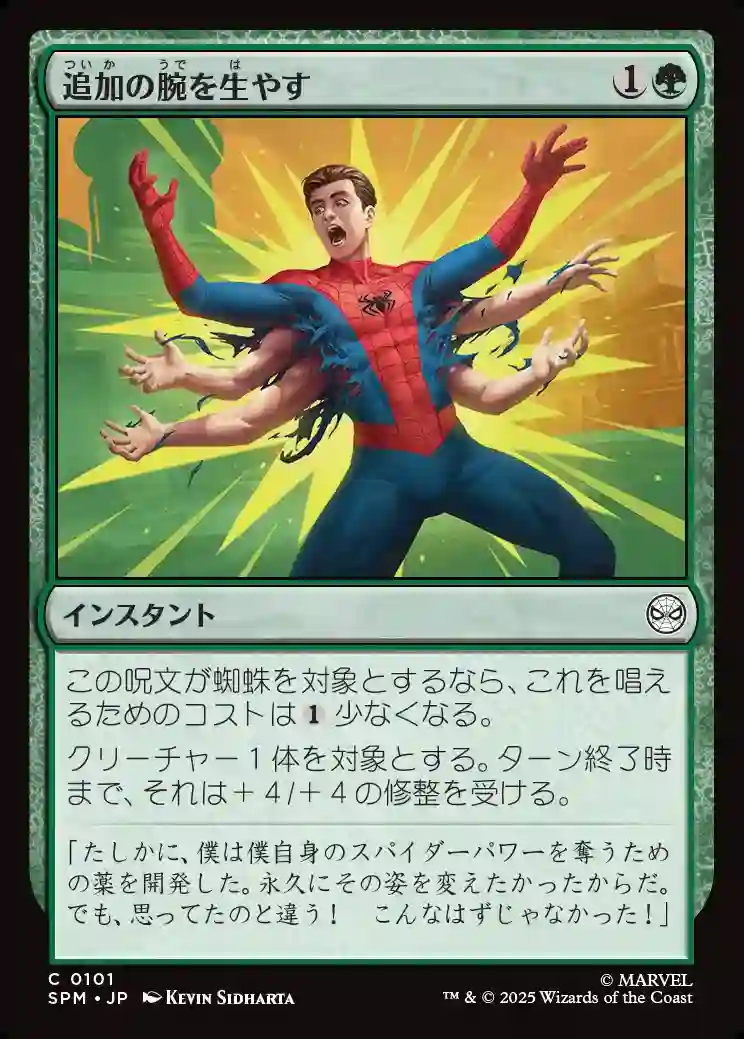 ついか うで は
追加の腕を生やす 1
インスタント
この呪文が蜘蛛を対象とするなら、これを唱え
るためのコストは 1 少なくなる。
クリーチャー１体を対象とする。ターン終了時
まで、それは＋４/＋４の修整を受ける。
「たしかに、僕は僕自身のスパイダーパワーを奪うため
の薬を開発した。永久にその姿を変えたかったからだ。
でも、思ってたのと違う！　こんなはずじゃなかった！」
C 0101
SPM • JP KEVIN SIDHARTA
© MARVEL
™ & © 2025 Wizards of the Coast